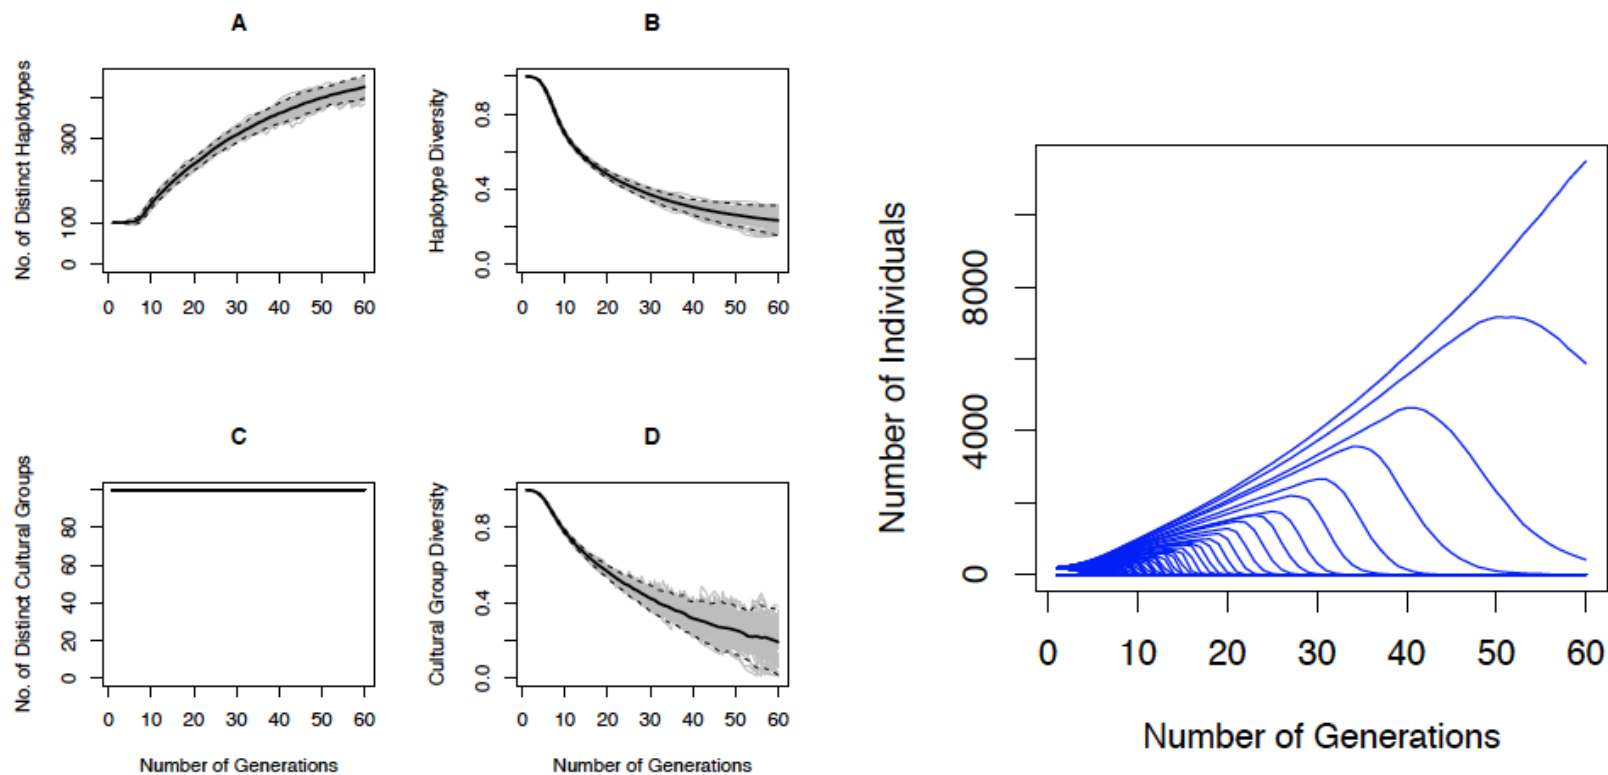 A
No. of Distinct Haplotypes
0 100 300
0 10 20 30 40 50 60
B
Haplotype Diversity
0.0 0.4 0.8
0 10 20 30 40 50 60
C
No. of Distinct Cultural Groups
0 20 40 60 80
0 10 20 30 40 50 60
Number of Generations
D
Cultural Group Diversity
0.0 0.4 0.8
0 10 20 30 40 50 60
Number of Generations
Number of Individuals
0 4000 8000
0 10 20 30 40 50 60
Number of Generations